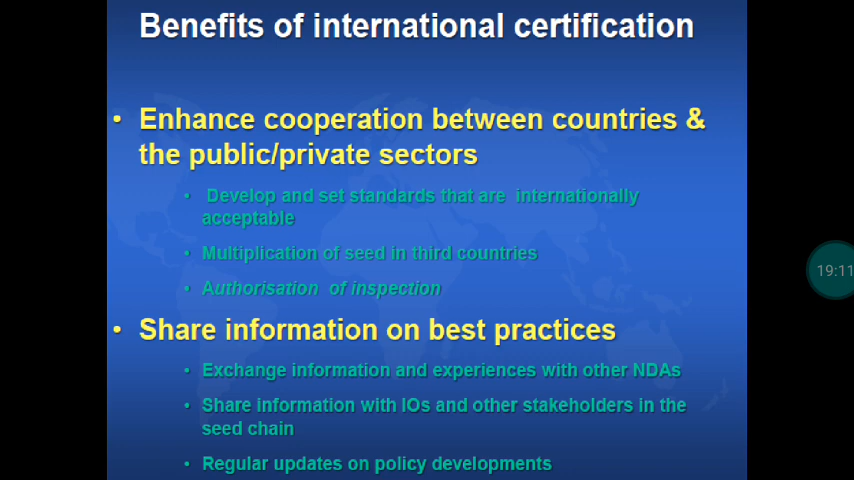 Benefits of international certification
• Enhance cooperation between countries &
the public/private sectors
• Develop and set standards that are internationally
acceptable
• Multiplication of seed in third countries
• Authorisation of inspection
• Share information on best practices
• Exchange information and experiences with other NDAs
• Share information with IOs and other stakeholders in the
seed chain
• Regular updates on policy developments
19:11